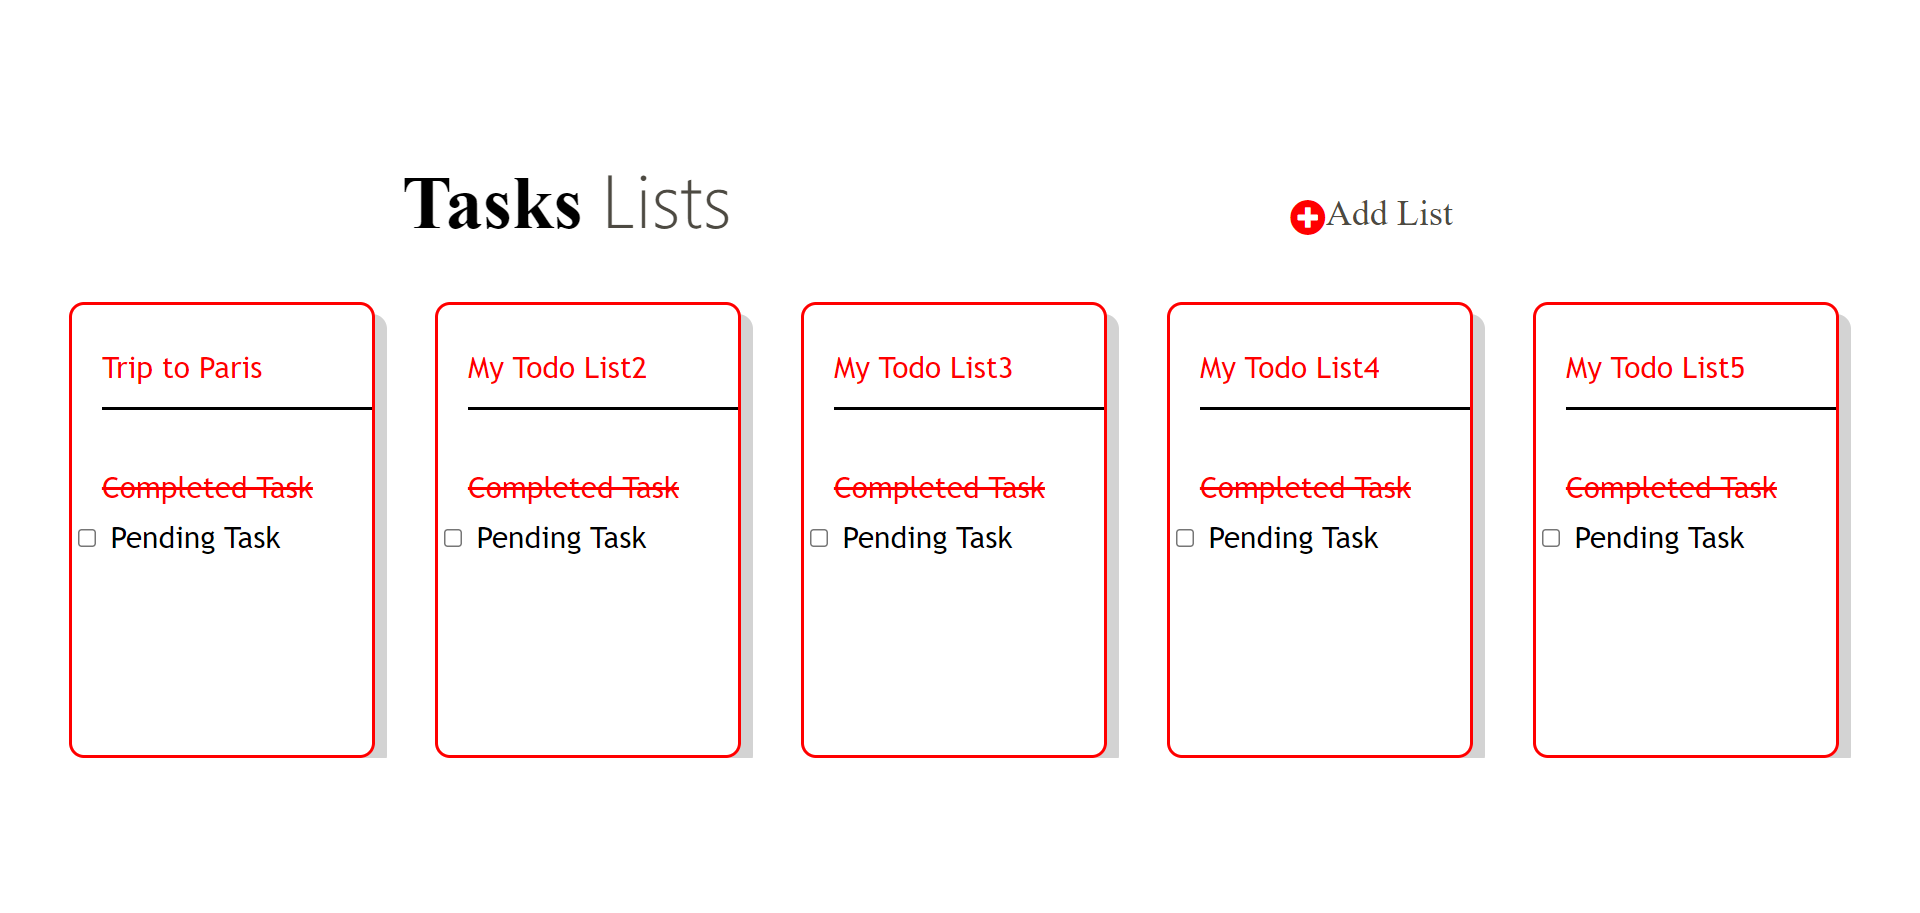 Tasks Lists
Add List
Trip to Paris
Completed Task
Pending Task
My Todo List2
Completed Task
Pending Task
My Todo List3
Completed Task
Pending Task
My Todo List4
Completed Task
Pending Task
My Todo List5
Completed Task
Pending Task